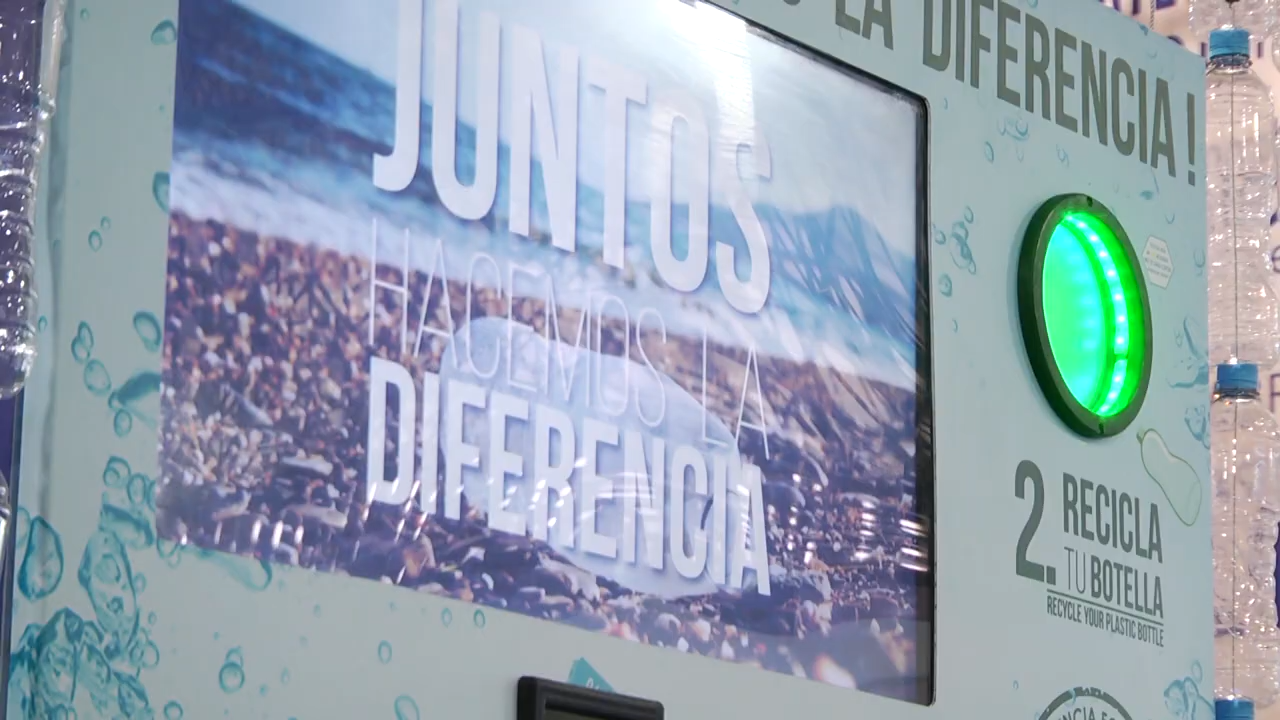 LA DIFERENCIA!
JUNTOS
HACEMOS LA
DIFERENCIA
2. RECICLA
TU BOTELLA
RECYCLE YOUR PLASTIC BOTTLE